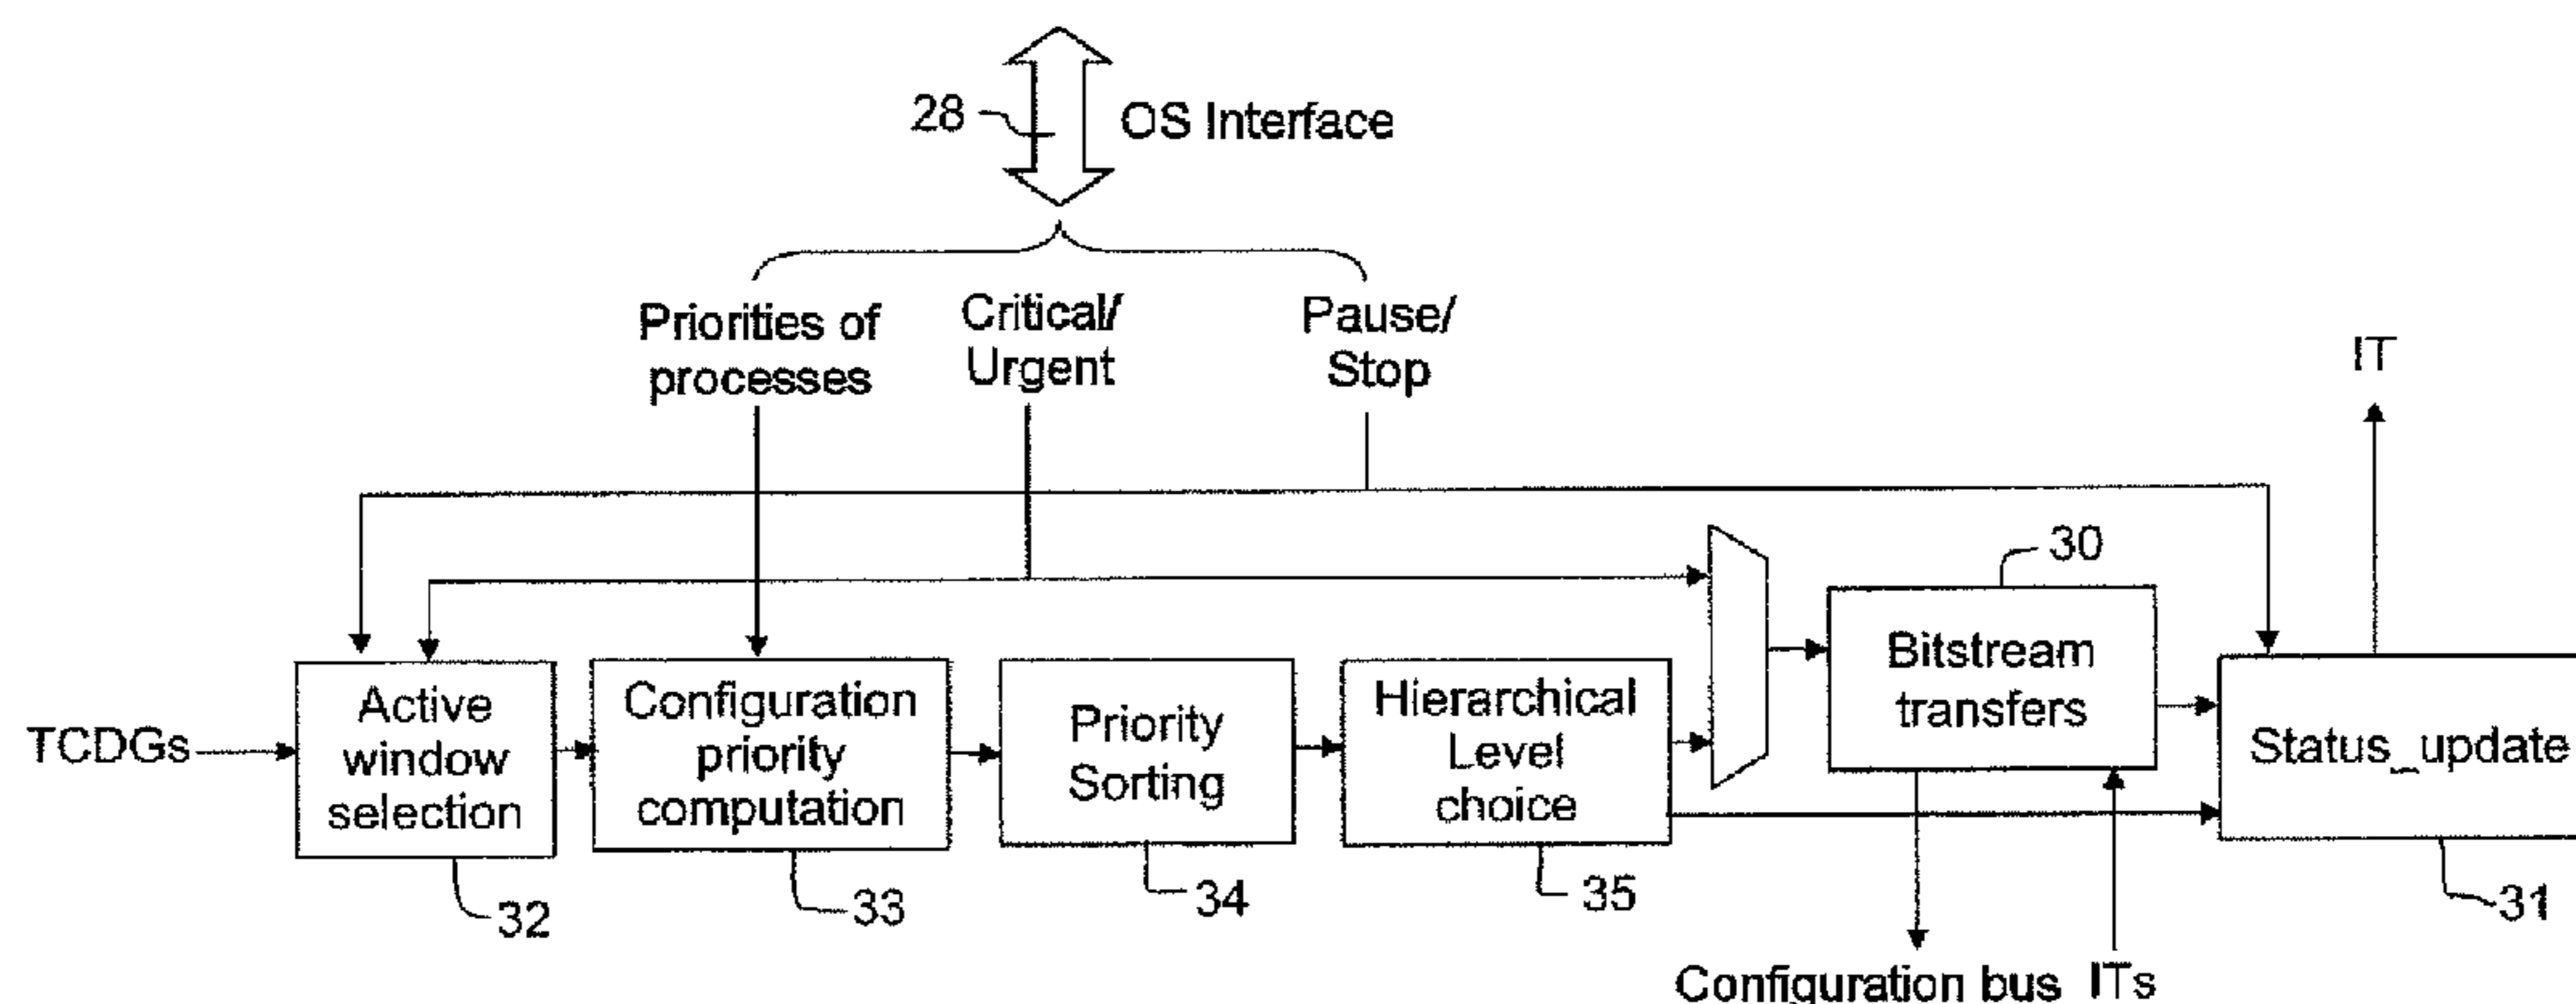 28
OS Interface
Priorities of
processes
Critical/
Urgent
Pause/
Stop
IT
30
TCDGs
Active
window
selection
Configuration
priority
computation
Priority
Sorting
Hierarchical
Level
choice
Bitstream
transfers
Status_update
32
33
34
35
31
Configuration bus
ITs